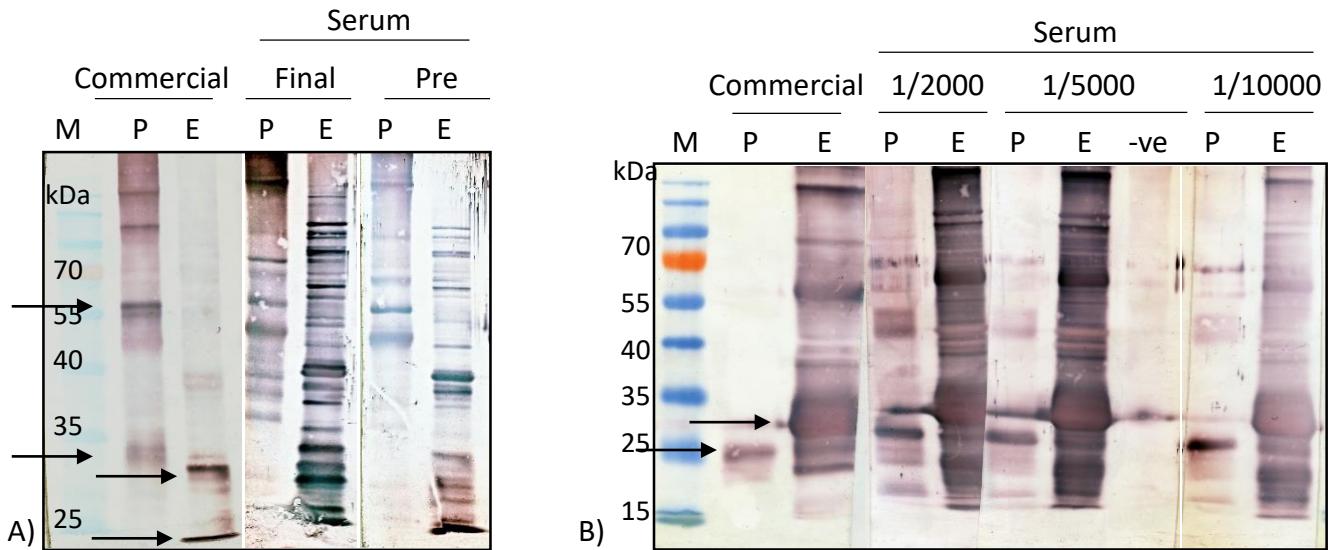 Serum
Commercial Final Pre
M P E P E P E
kDa
70
55
40
35
25
A)
Serum
Commercial 1/2000 1/5000 1/10000
M P E P E P E -ve P E
kDa
70
55
40
35
25
15
B)